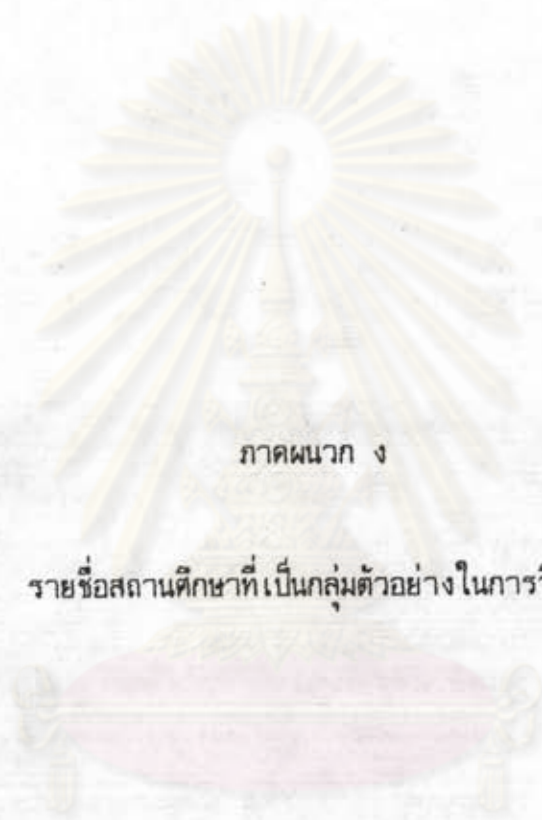 ภาคผนวก ง
รายชื่อสถานศึกษาที่เป็นกลุ่มตัวอย่างในการ